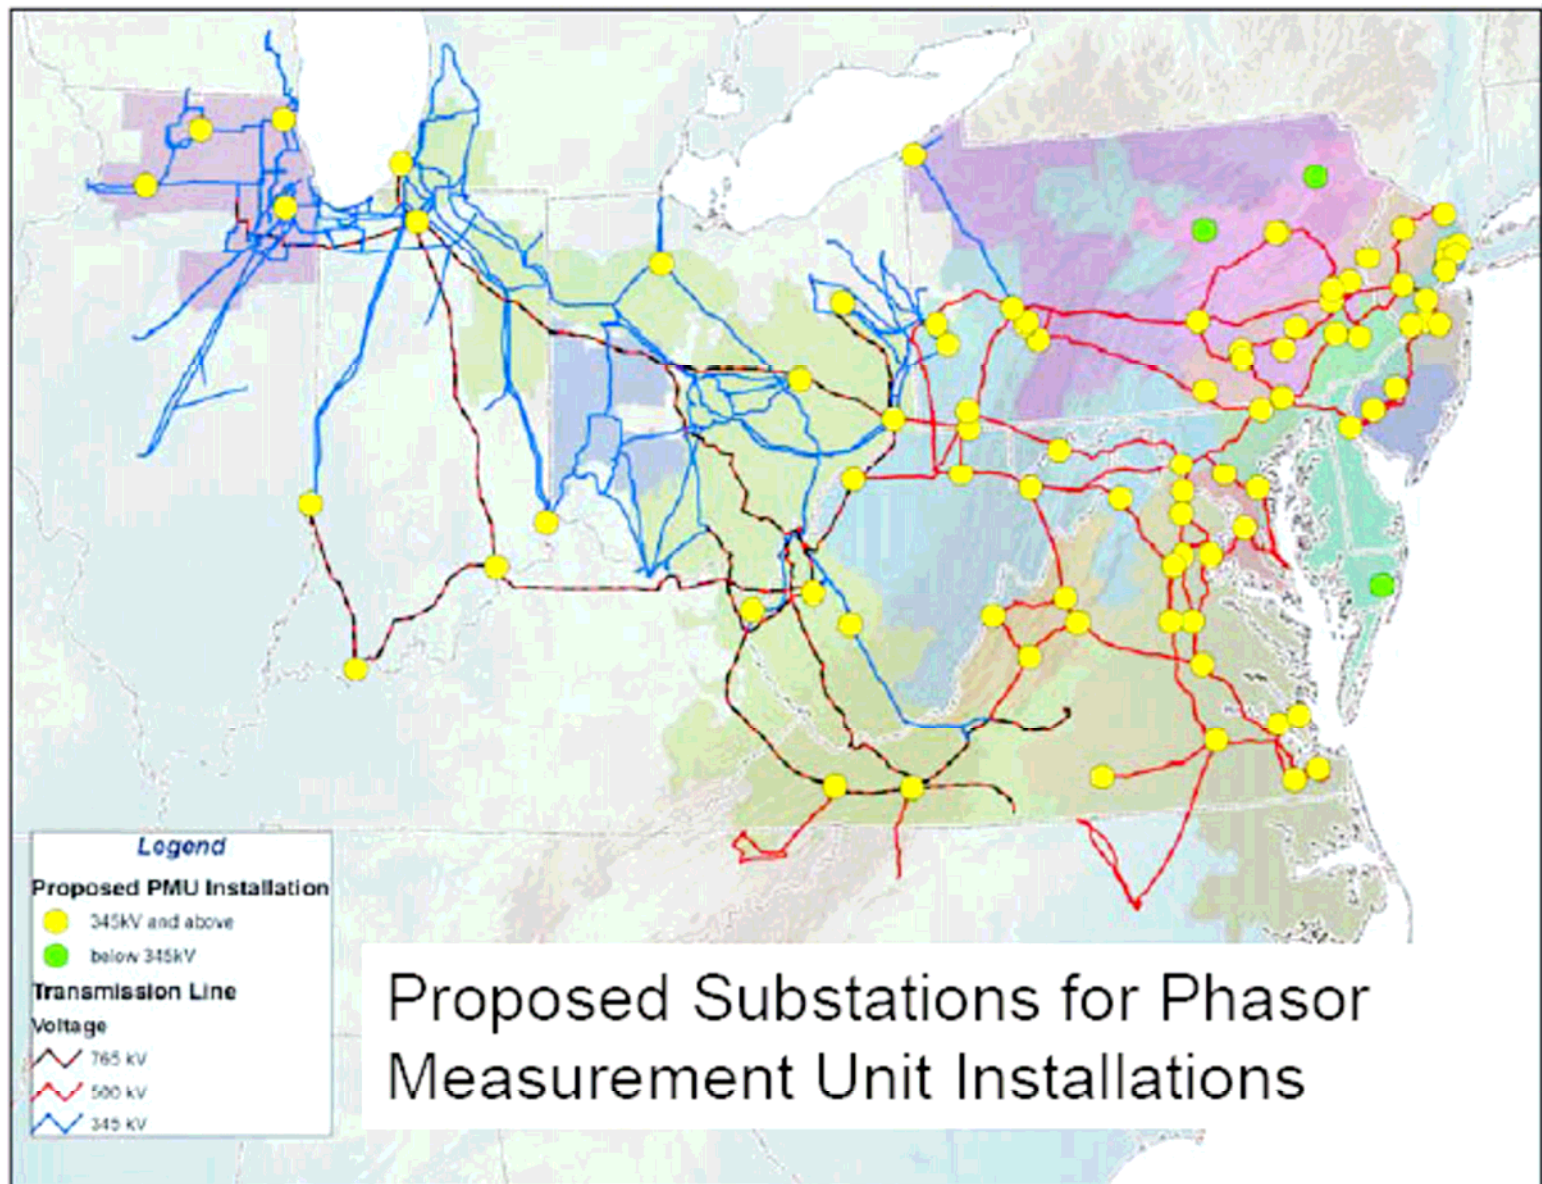 Legend
Proposed PMU Installation
345kV and above
below 345kV
Transmission Line
Voltage
765 kV
500 kV
345 kV
Proposed Substations for Phasor
Measurement Unit Installations